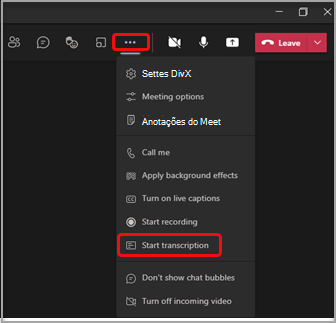 Leave
Settes DivX
Meeting options
Anotações do Meet
Call me
Apply background effects
Turn on live captions
Start recording
Start transcription
Don't show chat bubbles
Turn off incoming video